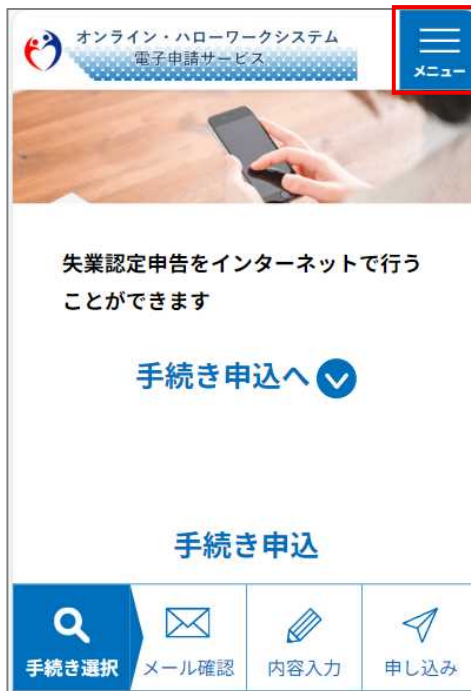 オンライン・ハローワークシステム
電子申請サービス
メニュー
失業認定申告をインターネットで行う
ことができます
手続き申込へ
手続き申込
手続き選択
メール確認
内容入力
申し込み